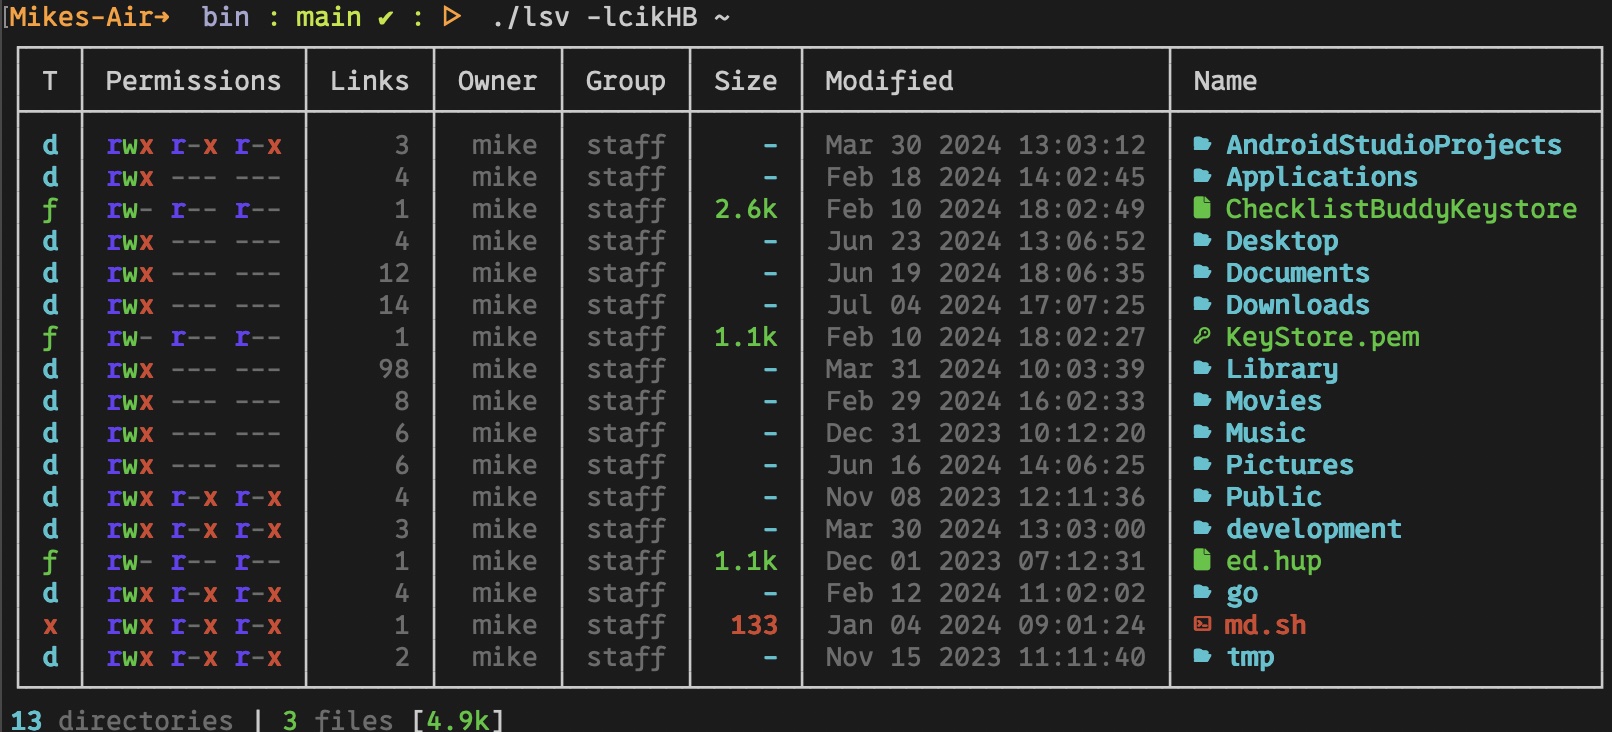 [Mikes-Air➜  bin : main ✔ : ᐅ  ./lsv -lcikHB ~
T Permissions Links Owner Group Size Modified Name
d rwx r-x r-x 3 mike staff - Mar 30 2024 13:03:12 AndroidStudioProjects
d rwx --- --- 4 mike staff - Feb 18 2024 14:02:45 Applications
f rw- r-- r-- 1 mike staff 2.6k Feb 10 2024 18:02:49 ChecklistBuddyKeystore
d rwx --- --- 4 mike staff - Jun 23 2024 13:06:52 Desktop
d rwx --- --- 12 mike staff - Jun 19 2024 18:06:35 Documents
d rwx --- --- 14 mike staff - Jul 04 2024 17:07:25 Downloads
f rw- r-- r-- 1 mike staff 1.1k Feb 10 2024 18:02:27 KeyStore.pem
d rwx --- --- 98 mike staff - Mar 31 2024 10:03:39 Library
d rwx --- --- 8 mike staff - Feb 29 2024 16:02:33 Movies
d rwx --- --- 6 mike staff - Dec 31 2023 10:12:20 Music
d rwx --- --- 6 mike staff - Jun 16 2024 14:06:25 Pictures
d rwx r-x r-x 4 mike staff - Nov 08 2023 12:11:36 Public
d rwx r-x r-x 3 mike staff - Mar 30 2024 13:03:00 development
f rw- r-- r-- 1 mike staff 1.1k Dec 01 2023 07:12:31 ed.hup
d rwx r-x r-x 4 mike staff - Feb 12 2024 11:02:02 go
x rwx r-x r-x 1 mike staff 133 Jan 04 2024 09:01:24 md.sh
d rwx r-x r-x 2 mike staff - Nov 15 2023 11:11:40 tmp
13 directories | 3 files [4.9k]